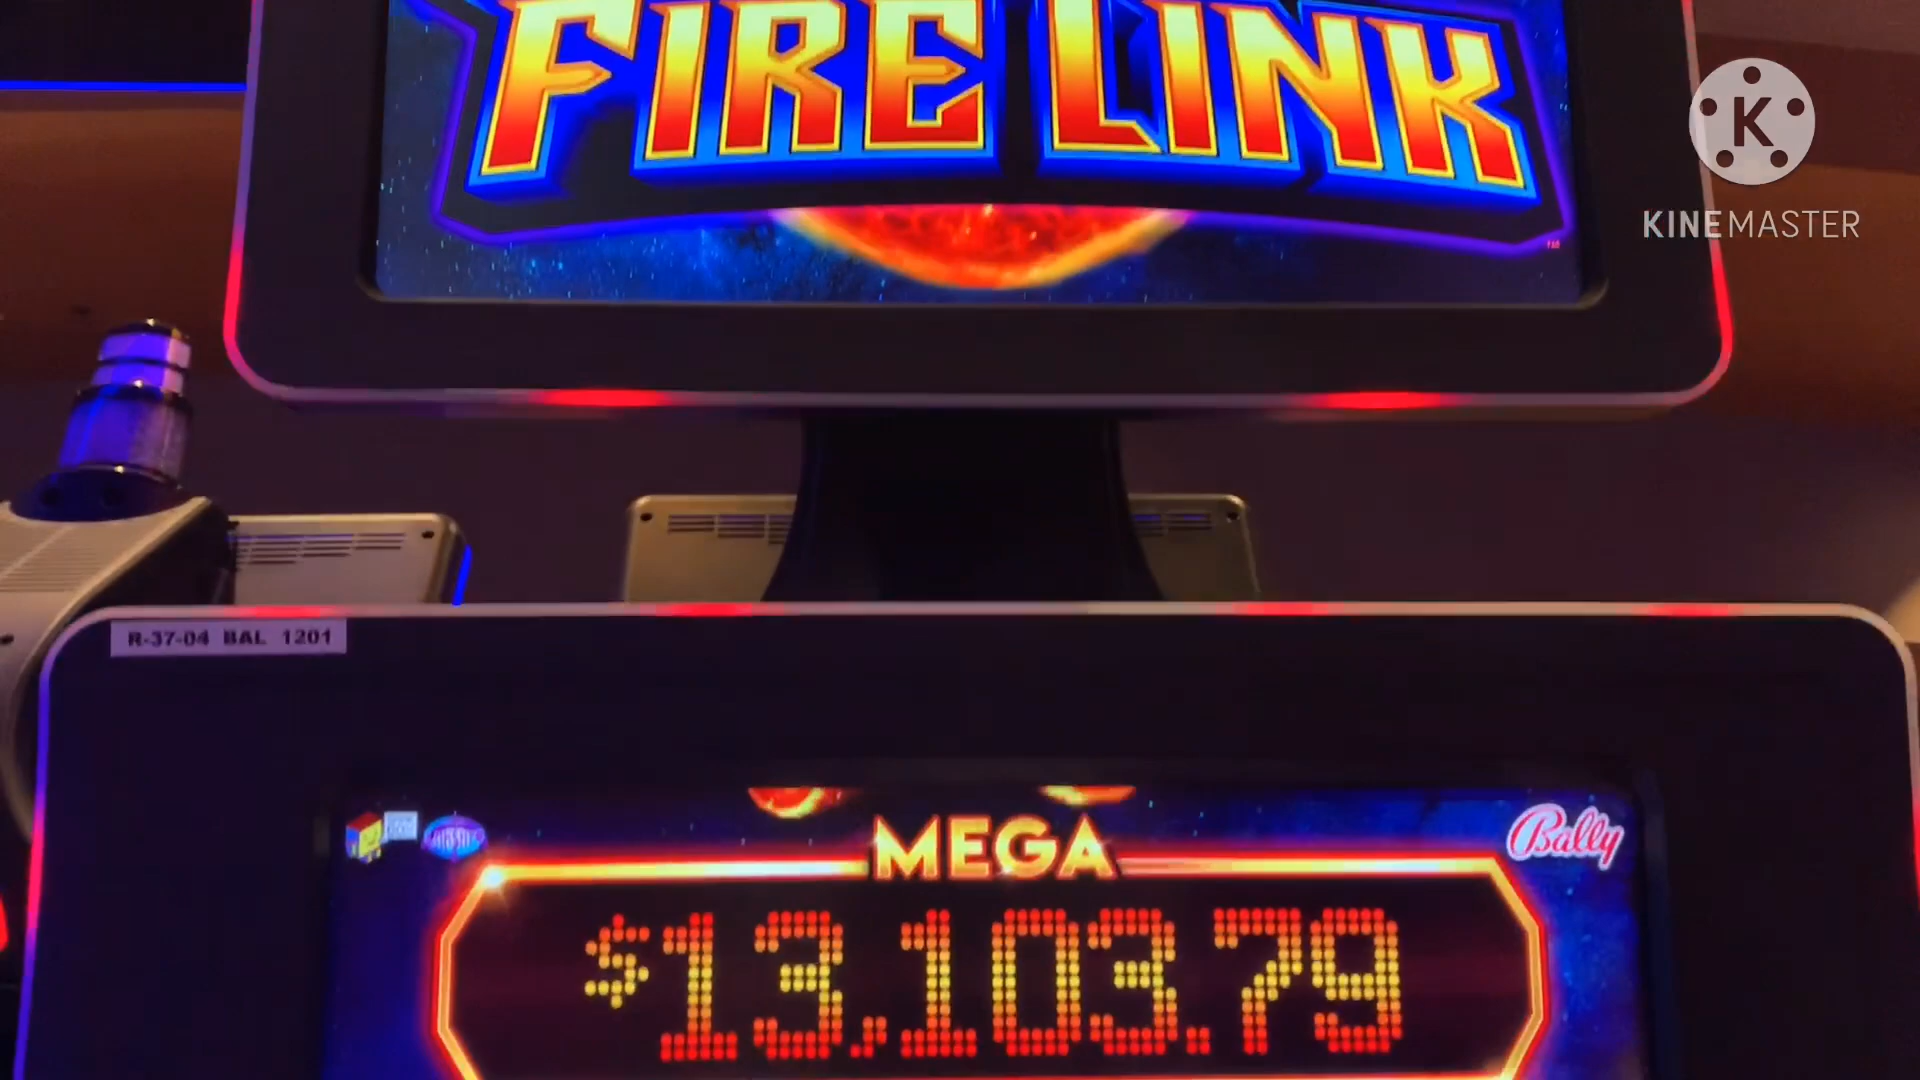 FIRE LINK
K
KINEMASTER
R-37-04 BAL 1201
Bally
MEGA
$13,103.79